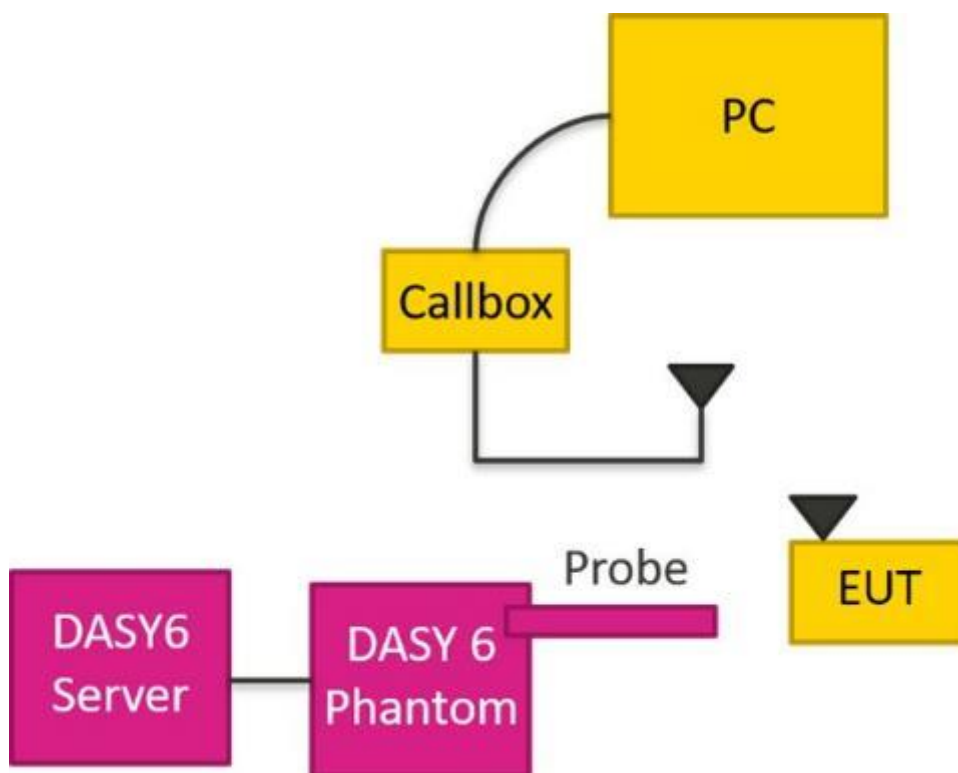 PC
Callbox
Probe
EUT
DASY6
Server
DASY 6
Phantom